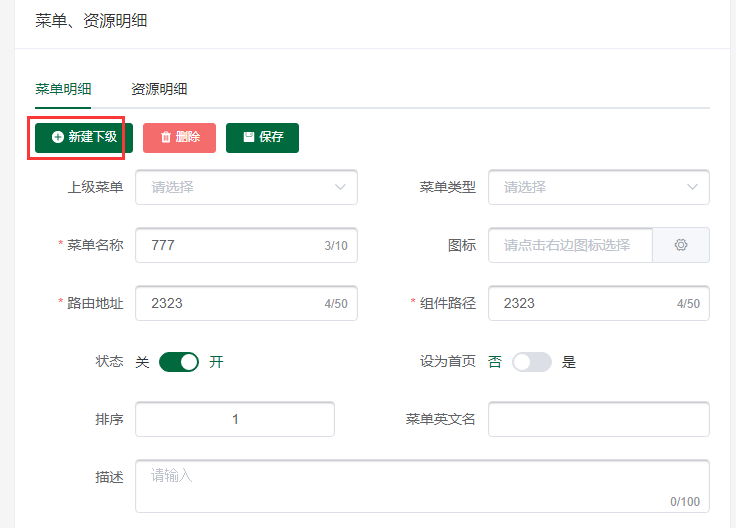 菜单、资源明细
菜单明细 资源明细
新建下级 删除 保存
上级菜单 请选择 菜单类型 请选择
* 菜单名称 777 3/10 图标 请点击右边图标选择
* 路由地址 2323 4/50 * 组件路径 2323 4/50
状态 关 开 设为首页 否 是
排序 1 菜单英文名
描述 请输入
0/100